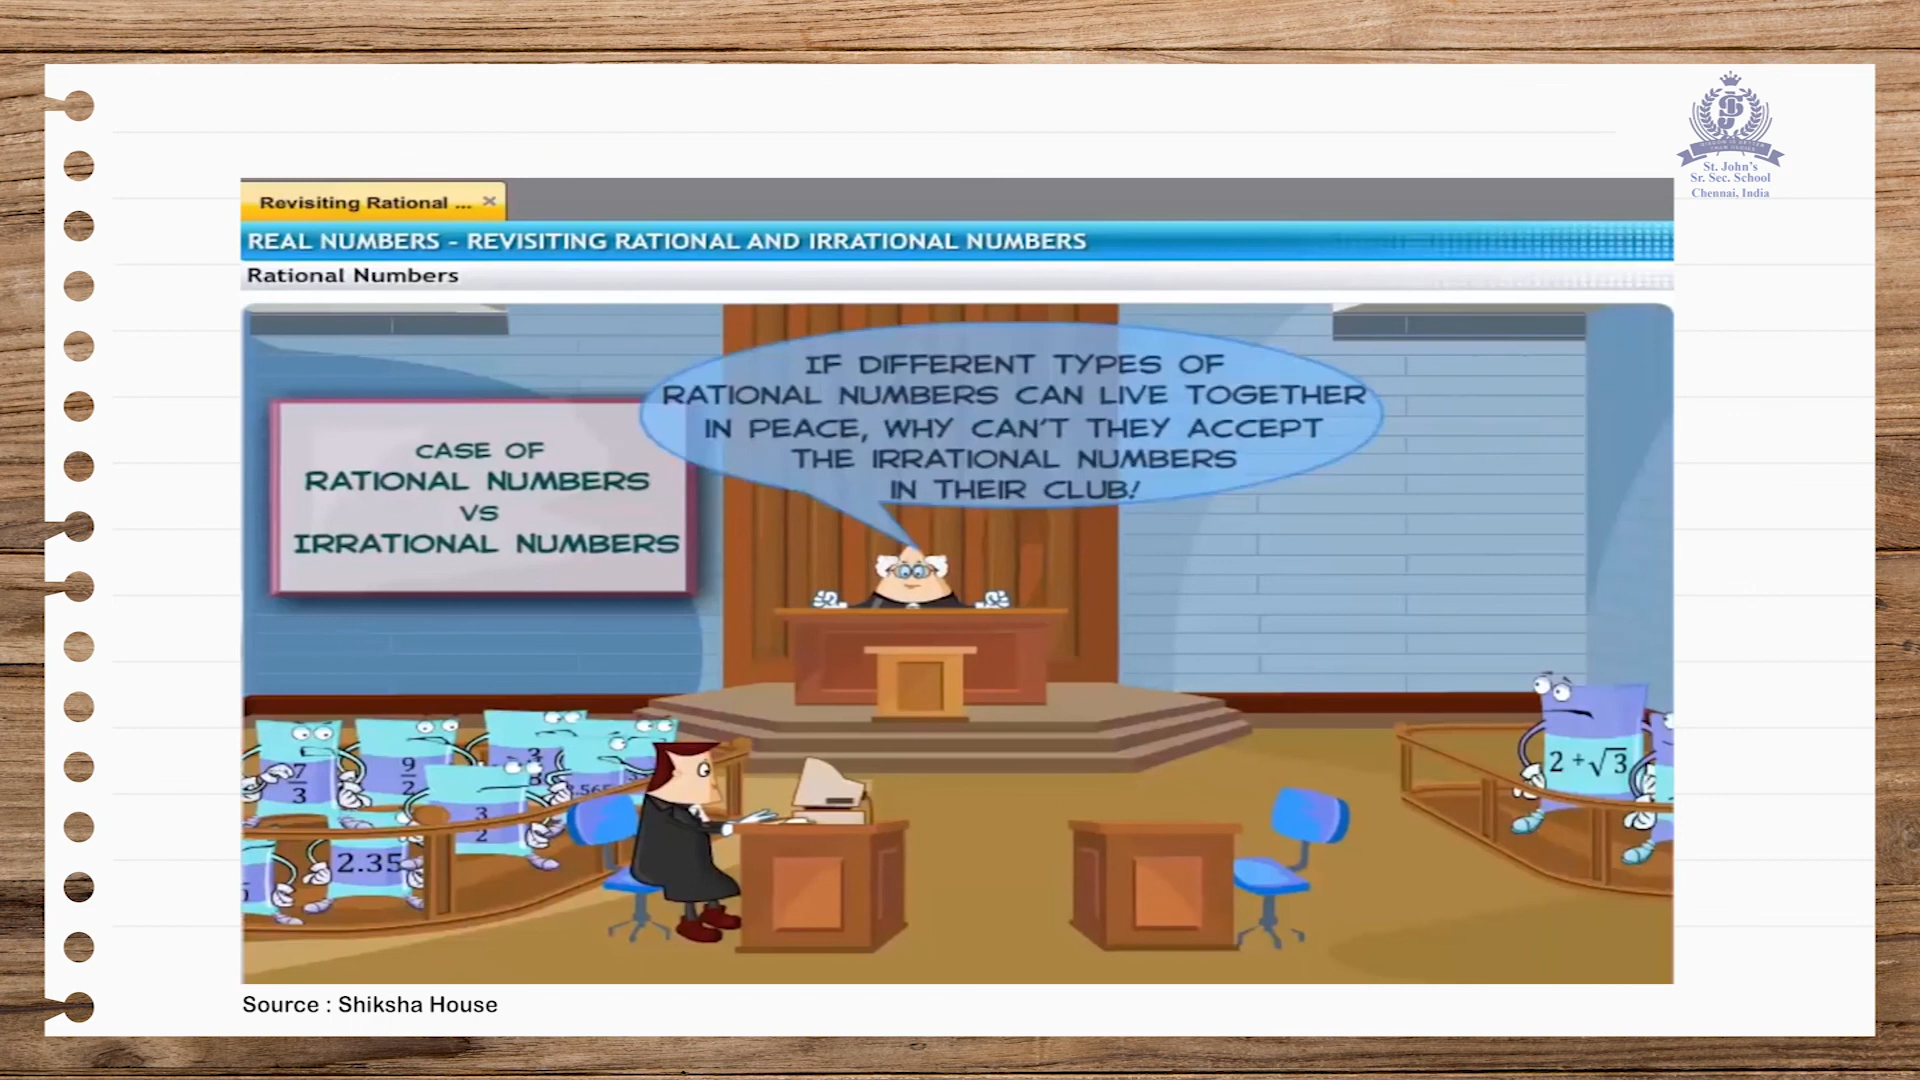 St. John's
Sr. Sec. School
Chennai, India
Revisiting Rational ...
REAL NUMBERS - REVISITING RATIONAL AND IRRATIONAL NUMBERS
Rational Numbers
IF DIFFERENT TYPES OF
RATIONAL NUMBERS CAN LIVE TOGETHER
IN PEACE, WHY CAN'T THEY ACCEPT
THE IRRATIONAL NUMBERS
IN THEIR CLUB!
CASE OF
RATIONAL NUMBERS
VS
IRRATIONAL NUMBERS
7
3
9
2
3
2
2.35
2 + √3
Source : Shiksha House